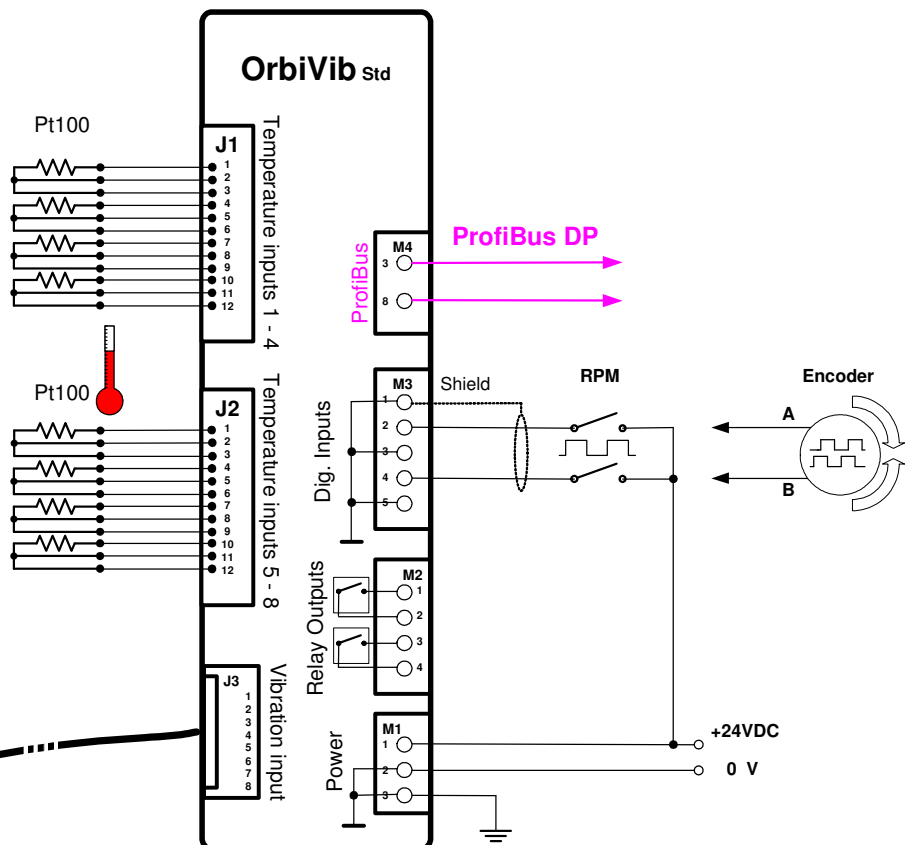 OrbiVib Std
Pt100
J1
1
2
3
4
5
6
7
8
9
10
11
12
Temperature inputs 1 - 4
Pt100
J2
1
2
3
4
5
6
7
8
9
10
11
12
Temperature inputs 5 - 8
J3
1
2
3
4
5
6
7
8
Vibration input
ProfiBus
M4
3
8
ProfiBus DP
Dig. Inputs
M3
1
2
3
4
5
Shield
RPM
Encoder
A
B
Relay Outputs
M2
1
2
3
4
Power
M1
1
2
3
+24VDC
0 V